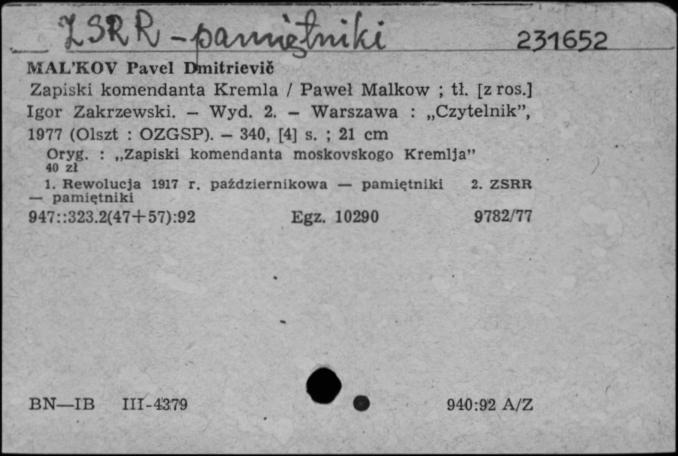 ZSRR – pamiętniki 231652
MAL'KOV Pavel Dmitrievič
Zapiski komendanta Kremla / Paweł Malkow ; tł. [z ros.]
Igor Zakrzewski. — Wyd. 2. — Warszawa : „Czytelnik”,
1977 (Olszt : OZGSP). — 340, [4] s. ; 21 cm
Oryg. : „Zapiski komendanta moskovskogo Kremlja”
40 zł
1. Rewolucja 1917 r. październikowa — pamiętniki 2. ZSRR
— pamiętniki
947::323.2(47+57):92 Egz. 10290 9782/77
BN—IB III-4379 940:92 A/Z